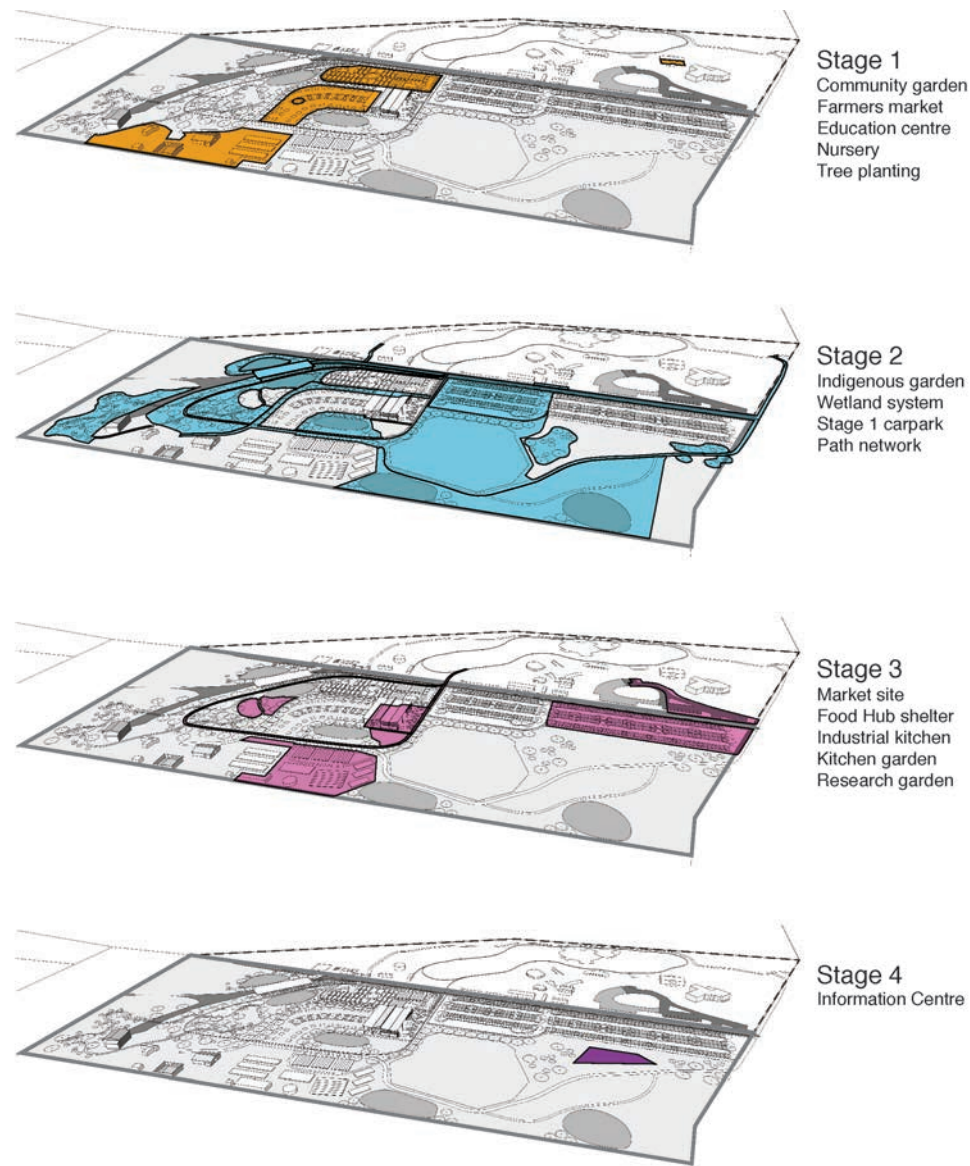 Stage 1
Community garden
Farmers market
Education centre
Nursery
Tree planting
Stage 2
Indigenous garden
Wetland system
Stage 1 carpark
Path network
Stage 3
Market site
Food Hub shelter
Industrial kitchen
Kitchen garden
Research garden
Stage 4
Information Centre